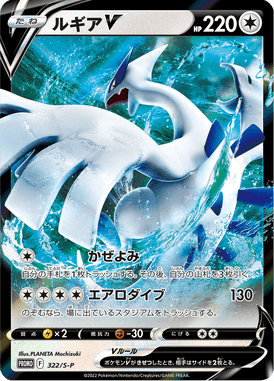 たね ルギアV HP 220
かぜよみ
自分の手札を1枚トラッシュする。その後、自分の山札を3枚引く。
エアロダイブ 130
のぞむなら、場に出ているスタジアムをトラッシュする。
弱点 ×2 抵抗力 -30 にげる
Illus.PLANETA Mochizuki
Vルール
PROMO F 322/S-P
ポケモンVがきぜつしたとき、相手はサイドを2枚とる。
©2022 Pokémon/Nintendo/Creatures/GAME FREAK.